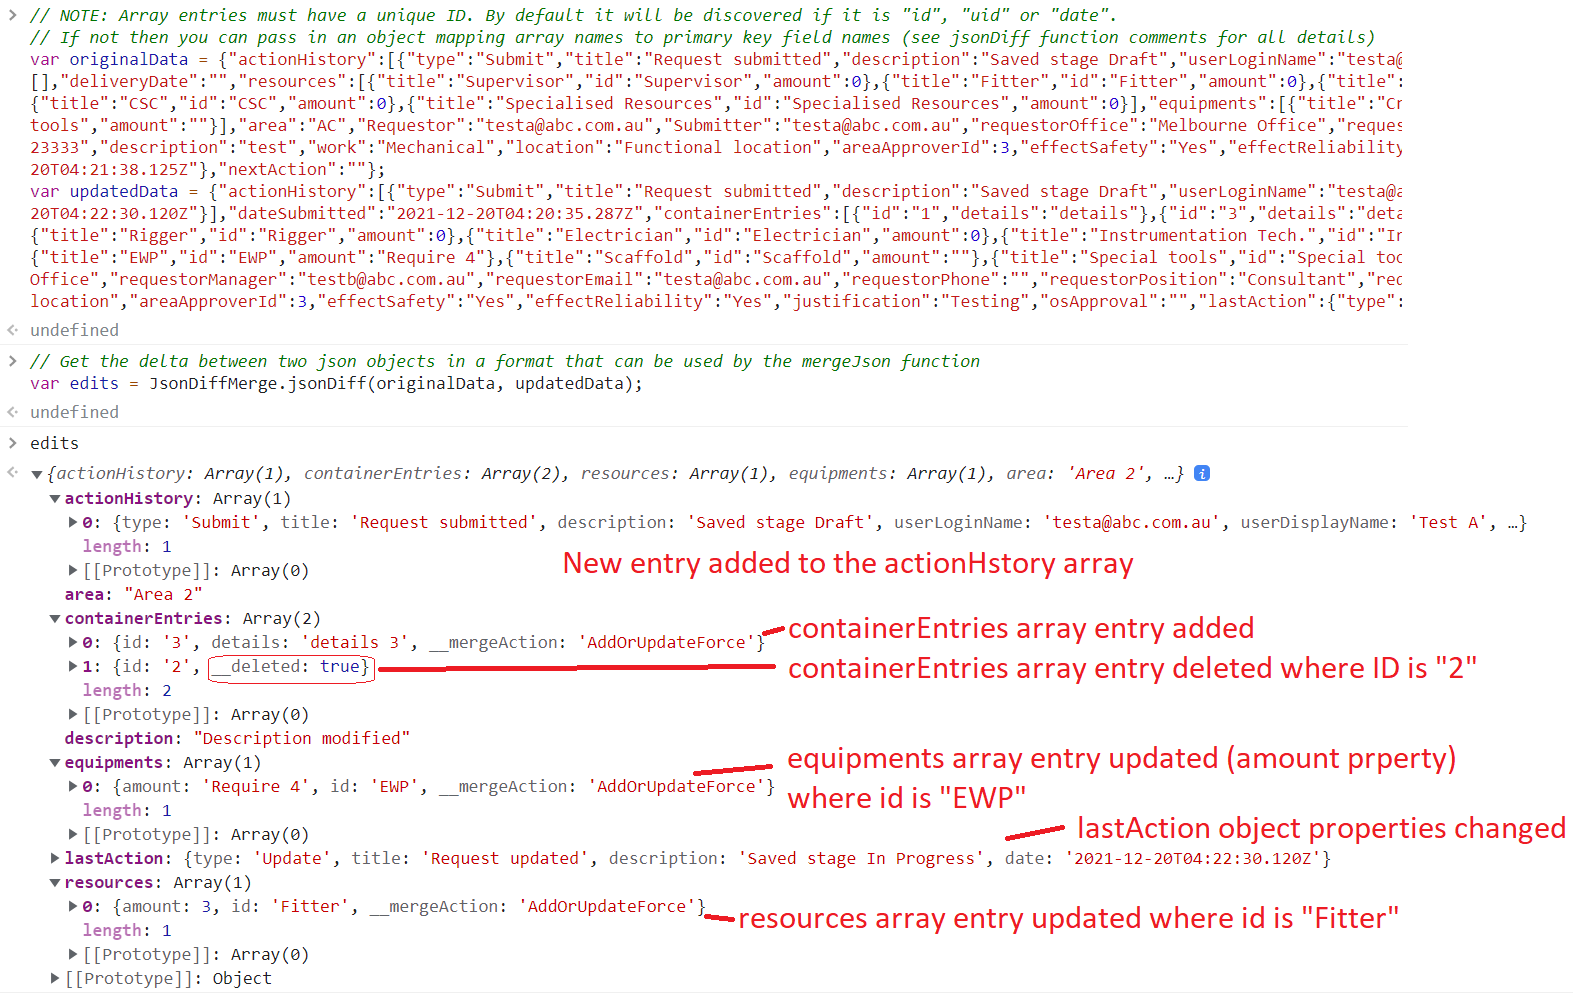 // NOTE: Array entries must have a unique ID. By default it will be discovered if it is "id", "uid" or "date".
// If not then you can pass in an object mapping array names to primary key field names (see jsonDiff function comments for all details)
var originalData = {"actionHistory":[{"type":"Submit","title":"Request submitted","description":"Saved stage Draft","userLoginName":"testa@
[],"deliveryDate":"","resources":[{"title":"Supervisor","id":"Supervisor","amount":0},{"title":"Fitter","id":"Fitter","amount":0},{"title":
{"title":"CSC","id":"CSC","amount":0},{"title":"Specialised Resources","id":"Specialised Resources","amount":0}],"equipments":[{"title":"Cr
tools","amount":""}],"area":"AC","Requestor":"testa@abc.com.au","Submitter":"testa@abc.com.au","requestorOffice":"Melbourne Office","reques
23333","description":"test","work":"Mechanical","location":"Functional location","areaApproverId":3,"effectSafety":"Yes","effectReliability
20T04:21:38.125Z"},"nextAction":""};
var updatedData = {"actionHistory":[{"type":"Submit","title":"Request submitted","description":"Saved stage Draft","userLoginName":"testa@a
20T04:22:30.120Z"}],"dateSubmitted":"2021-12-20T04:20:35.287Z","containerEntries":[{"id":"1","details":"details"},{"id":"3","details":"deta
{"title":"Rigger","id":"Rigger","amount":0},{"title":"Electrician","id":"Electrician","amount":0},{"title":"Instrumentation Tech.","id":"In
{"title":"EWP","id":"EWP","amount":"Require 4"},{"title":"Scaffold","id":"Scaffold","amount":""},{"title":"Special tools","id":"Special too
Office","requestorManager":"testb@abc.com.au","requestorEmail":"testa@abc.com.au","requestorPhone":"","requestorPosition":"Consultant","rec
location","areaApproverId":3,"effectSafety":"Yes","effectReliability":"Yes","justification":"Testing","osApproval":"","lastAction":{"type":
undefined
// Get the delta between two json objects in a format that can be used by the mergeJson function
var edits = JsonDiffMerge.jsonDiff(originalData, updatedData);
undefined
edits
{actionHistory: Array(1), containerEntries: Array(2), resources: Array(1), equipments: Array(1), area: 'Area 2', …}
actionHistory: Array(1)
0: {type: 'Submit', title: 'Request submitted', description: 'Saved stage Draft', userLoginName: 'testa@abc.com.au', userDisplayName: 'Test A', …}
length: 1
New entry added to the actionHstory array
[[Prototype]]: Array(0)
area: "Area 2"
containerEntries: Array(2)
containerEntries array entry added
0: {id: '3', details: 'details 3', __mergeAction: 'AddOrUpdateForce'}
1: {id: '2', __deleted: true}
containerEntries array entry deleted where ID is "2"
length: 2
[[Prototype]]: Array(0)
description: "Description modified"
equipments: Array(1)
equipments array entry updated (amount prperty)
0: {amount: 'Require 4', id: 'EWP', __mergeAction: 'AddOrUpdateForce'}
where id is "EWP"
length: 1
lastAction object properties changed
[[Prototype]]: Array(0)
lastAction: {type: 'Update', title: 'Request updated', description: 'Saved stage In Progress', date: '2021-12-20T04:22:30.120Z'}
resources: Array(1)
0: {amount: 3, id: 'Fitter', __mergeAction: 'AddOrUpdateForce'}
resources array entry updated where id is "Fitter"
length: 1
[[Prototype]]: Array(0)
[[Prototype]]: Object